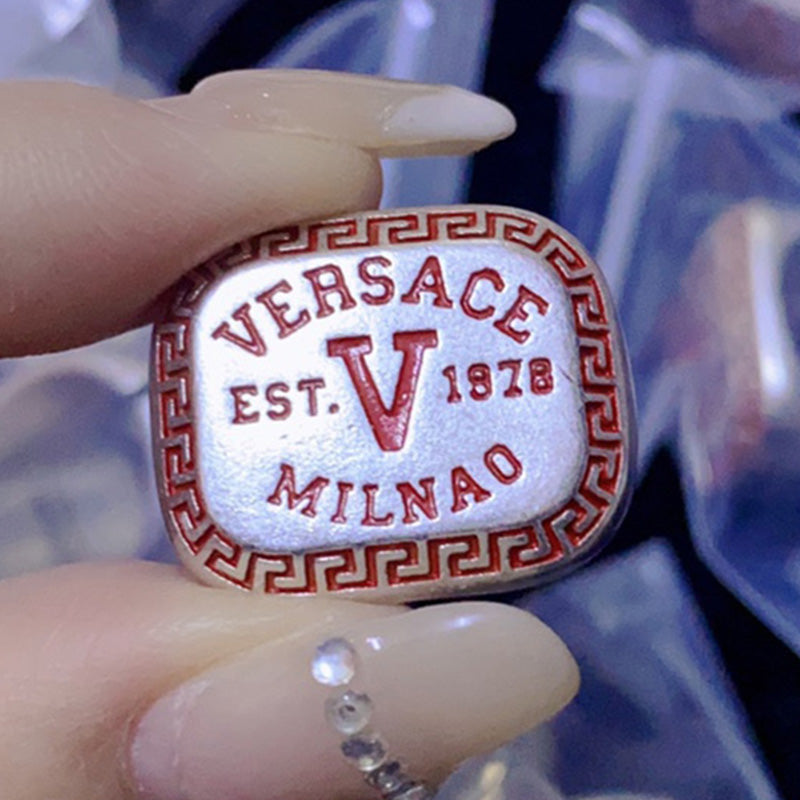 VERSACE
EST. V 1978
MILNAO